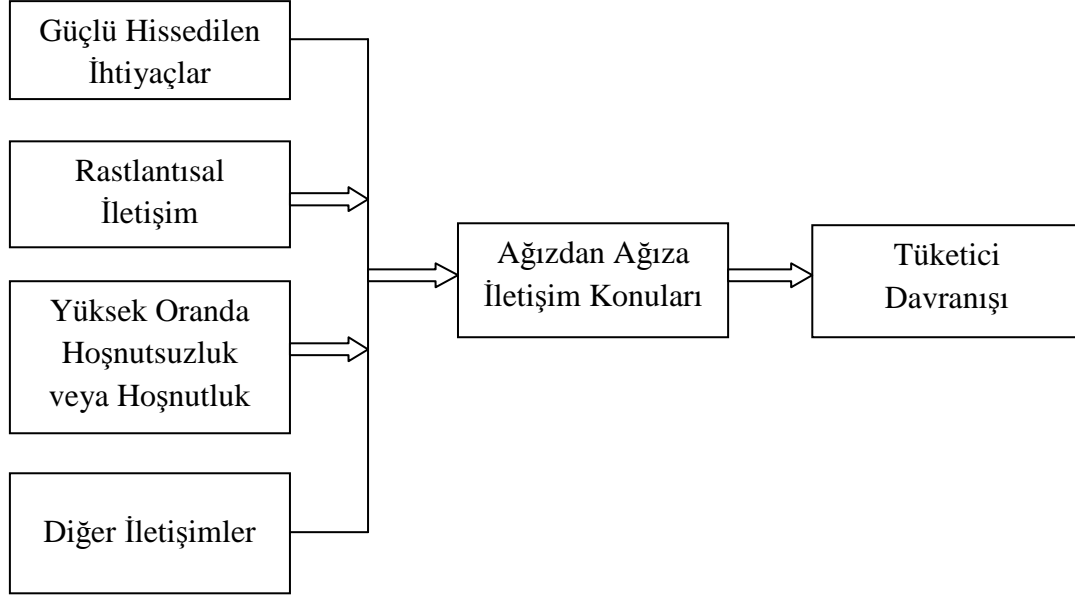 Güçlü Hissedilen
İhtiyaçlar
Rastlantısal
İletişim
Yüksek Oranda
Hoşnutsuzluk
veya Hoşnutluk
Diğer İletişimler
Ağızdan Ağıza
İletişim Konuları
Tüketici
Davranışı